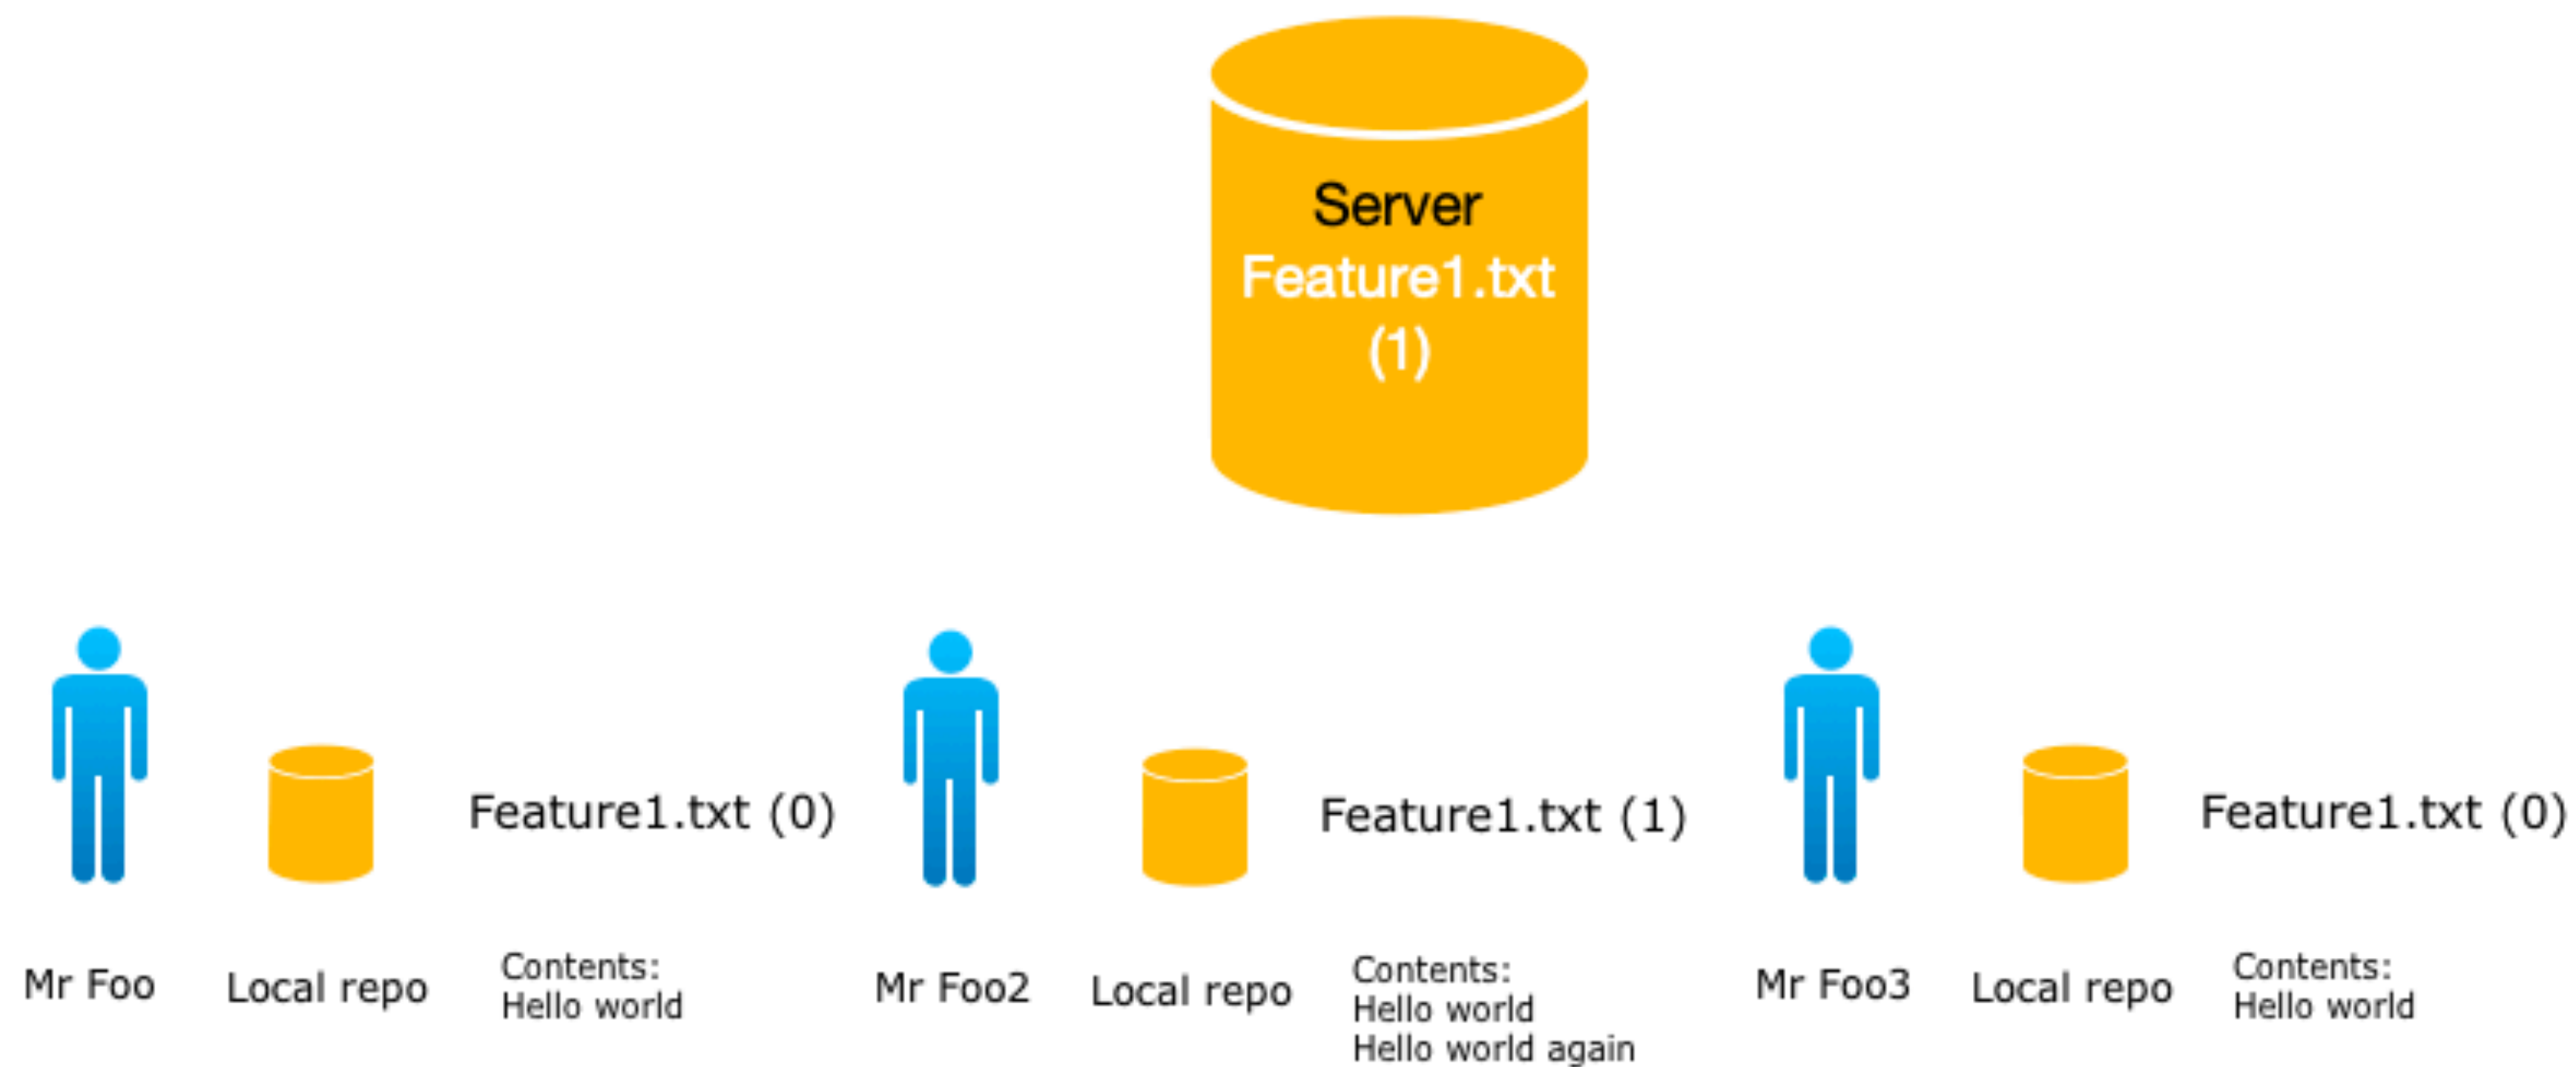 Server
Feature1.txt
(1)
Feature1.txt (0)
Feature1.txt (1)
Feature1.txt (0)
Mr Foo
Local repo
Contents:
Hello world
Mr Foo2
Local repo
Contents:
Hello world
Hello world again
Mr Foo3
Local repo
Contents:
Hello world